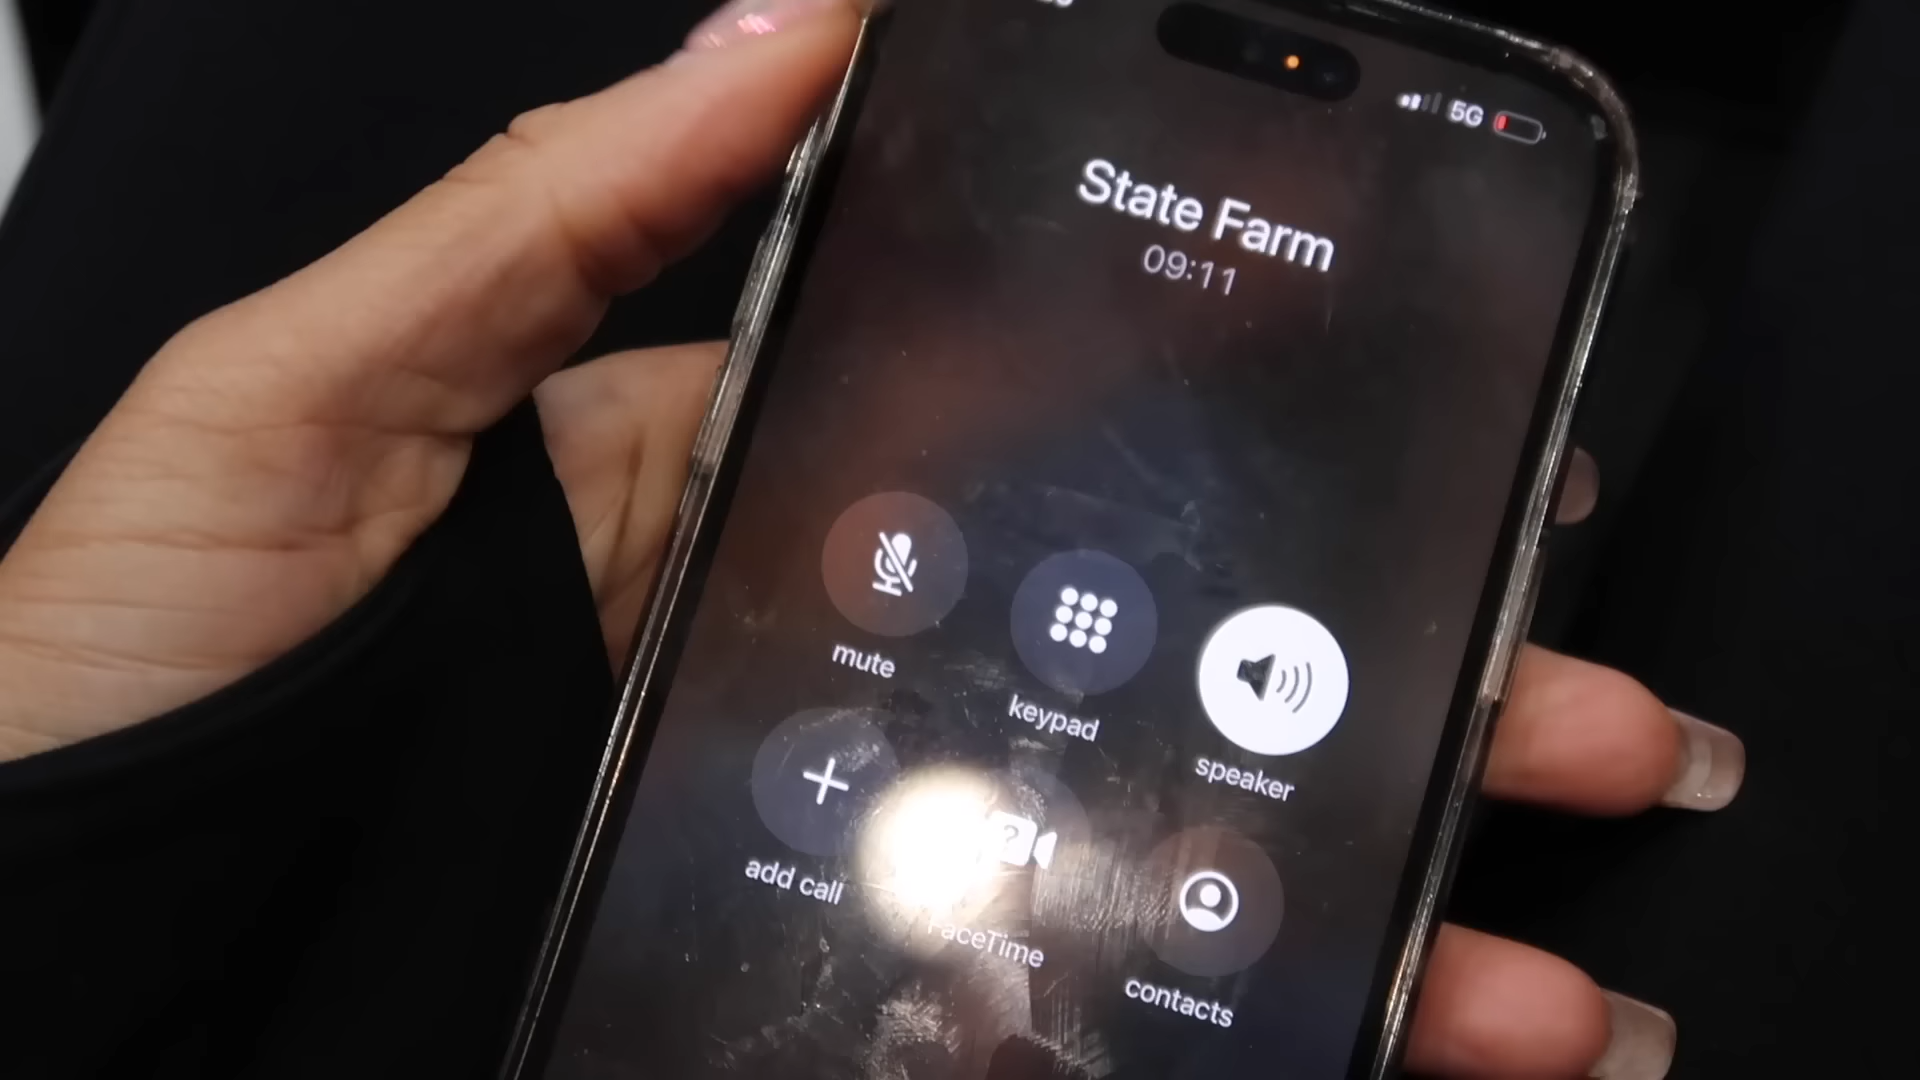 5G
State Farm
09:11
mute
keypad
speaker
add call
FaceTime
contacts